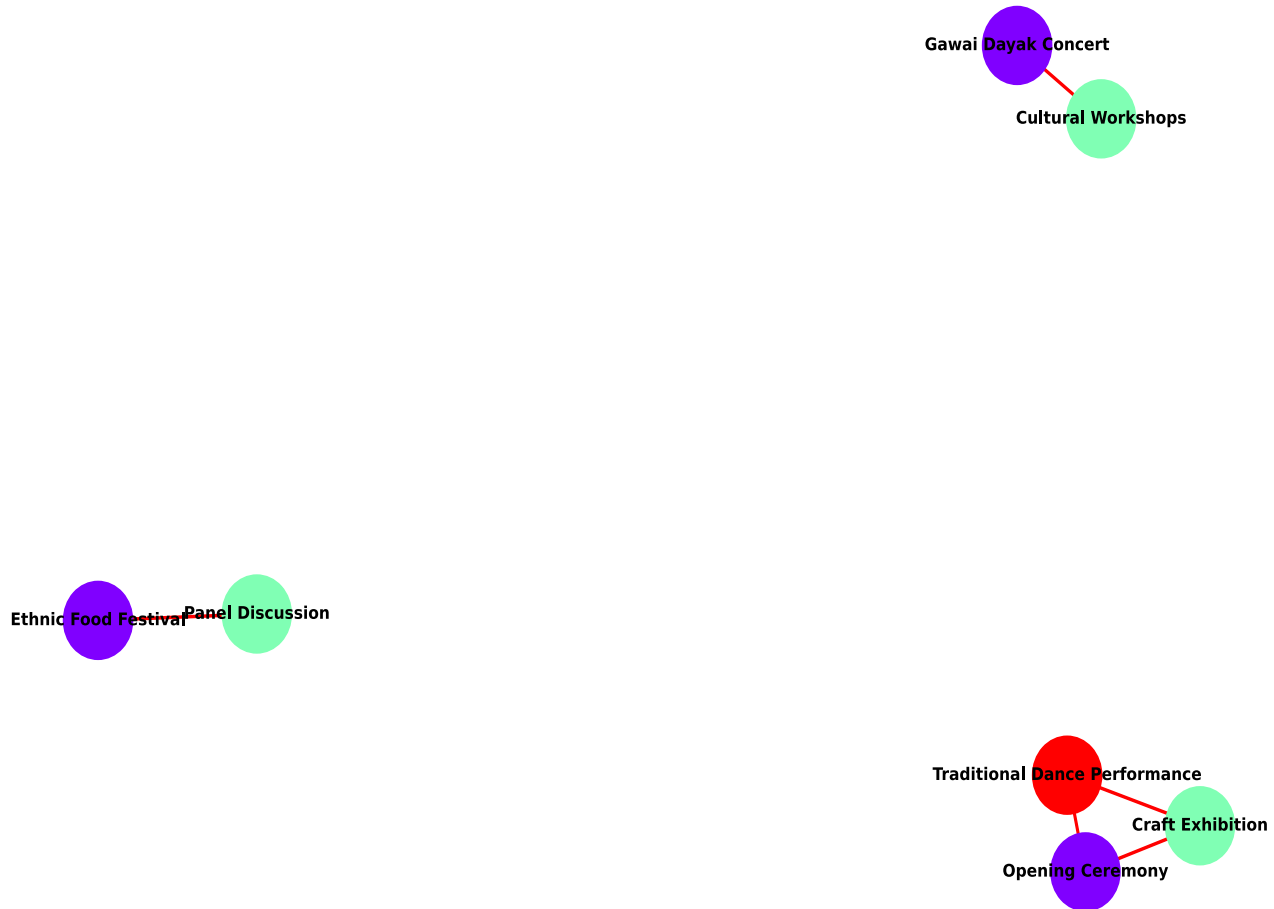 Gawai Dayak Concert
Cultural Workshops
Ethnic Food Festival
Panel Discussion
Traditional Dance Performance
Craft Exhibition
Opening Ceremony